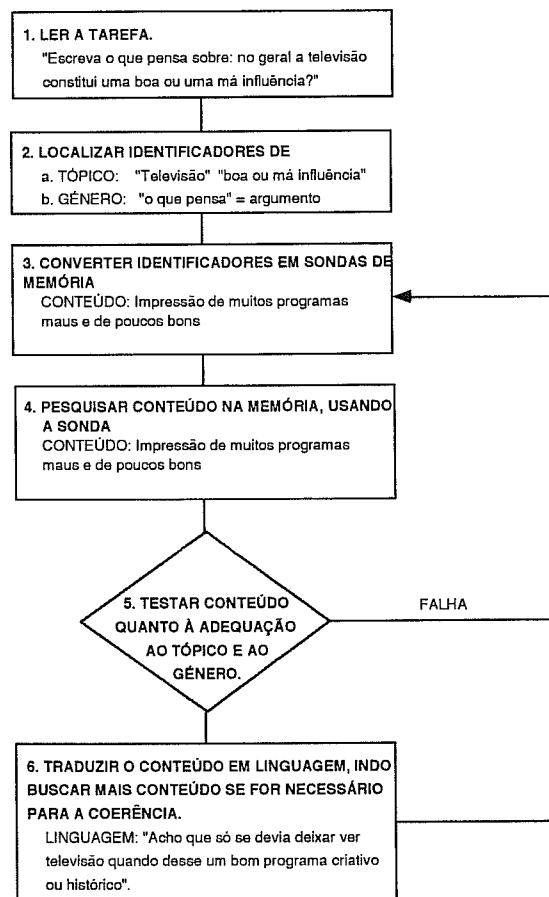 1. LER A TAREFA.
"Escreva o que pensa sobre: no geral a televisão
constitui uma boa ou uma má influência?"
2. LOCALIZAR IDENTIFICADORES DE
a. TÓPICO: "Televisão" "boa ou má influência"
b. GÉNERO: "o que pensa" = argumento
3. CONVERTER IDENTIFICADORES EM SONDAS DE
MEMÓRIA
CONTEÚDO: Impressão de muitos programas
maus e de poucos bons
4. PESQUISAR CONTEÚDO NA MEMÓRIA, USANDO
A SONDA
CONTEÚDO: Impressão de muitos programas
maus e de poucos bons
5. TESTAR CONTEÚDO
QUANTO À ADEQUAÇÃO
AO TÓPICO E AO
GÉNERO.
FALHA
6. TRADUZIR O CONTEÚDO EM LINGUAGEM, INDO
BUSCAR MAIS CONTEÚDO SE FOR NECESSÁRIO
PARA A COERÊNCIA.
LINGUAGEM: "Acho que só se devia deixar ver
televisão quando desse um bom programa criativo
ou histórico".